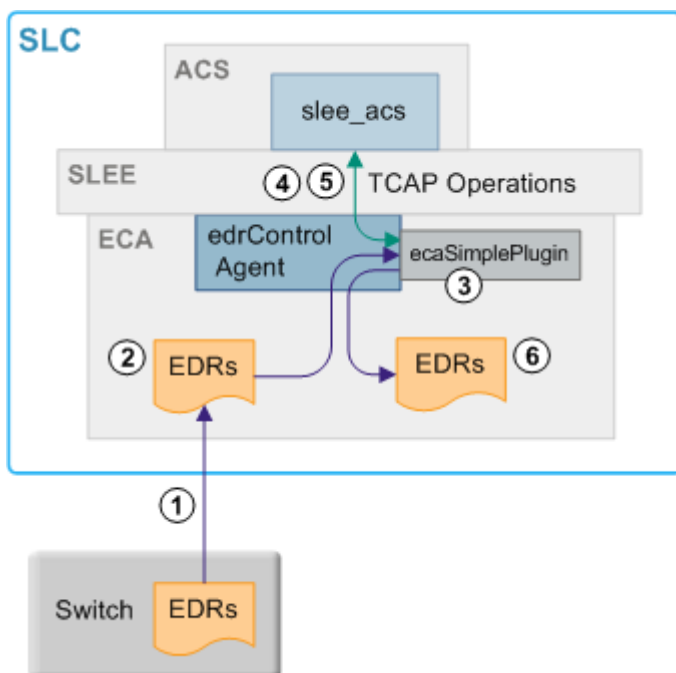 SLC
ACS
slee_acs
SLEE
④ ⑤ TCAP Operations
ECA
edrControl
Agent
ecaSimplePlugin
③
② EDRs
EDRs ⑥
①
Switch
EDRs